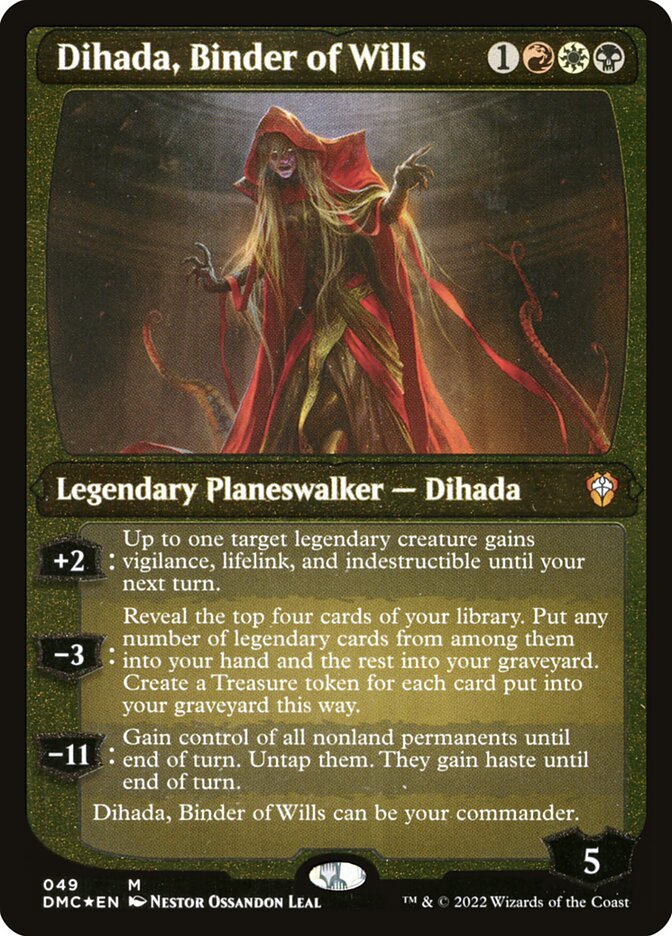 Dihada, Binder of Wills 1
Legendary Planeswalker — Dihada
+2: Up to one target legendary creature gains
vigilance, lifelink, and indestructible until your
next turn.
−3: Reveal the top four cards of your library. Put any
number of legendary cards from among them
into your hand and the rest into your graveyard.
Create a Treasure token for each card put into
your graveyard this way.
−11: Gain control of all nonland permanents until
end of turn. Untap them. They gain haste until
end of turn.
Dihada, Binder of Wills can be your commander.
5
049 M
DMC★EN Nestor Ossandon Leal ™ & © 2022 Wizards of the Coast